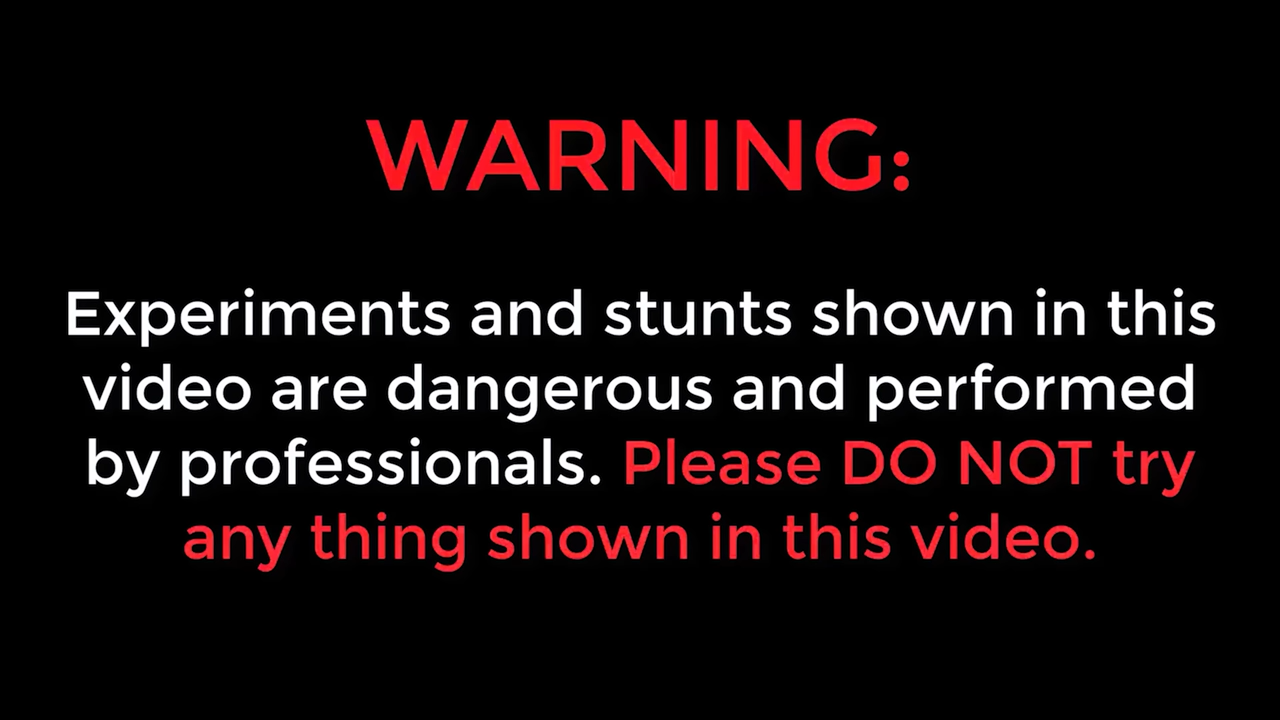 WARNING:
Experiments and stunts shown in this
video are dangerous and performed
by professionals. Please DO NOT try
any thing shown in this video.